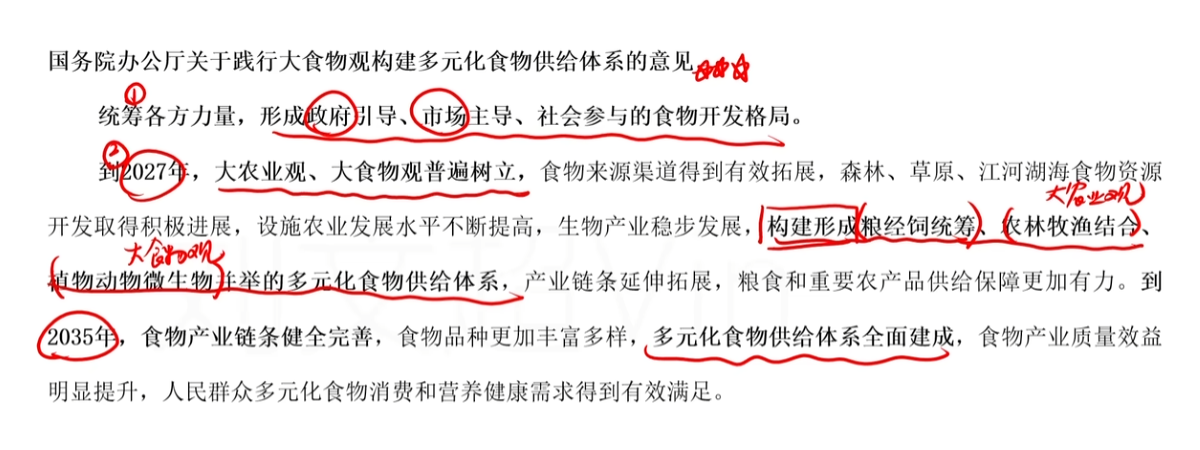 国务院办公厅关于践行大食物观构建多元化食物供给体系的意见
①
统筹各方力量，形成政府引导、市场主导、社会参与的食物开发格局。
②
到2027年，大农业观、大食物观普遍树立，食物来源渠道得到有效拓展，森林、草原、江河湖海食物资源
大农业观
开发取得积极进展，设施农业发展水平不断提高，生物产业稳步发展，构建形成(粮经饲统筹)、农林牧渔结合、
大食物观
植物动物微生物并举的多元化食物供给体系，产业链条延伸拓展，粮食和重要农产品供给保障更加有力。到
2035年，食物产业链条健全完善，食物品种更加丰富多样，多元化食物供给体系全面建成，食物产业质量效益
明显提升，人民群众多元化食物消费和营养健康需求得到有效满足。